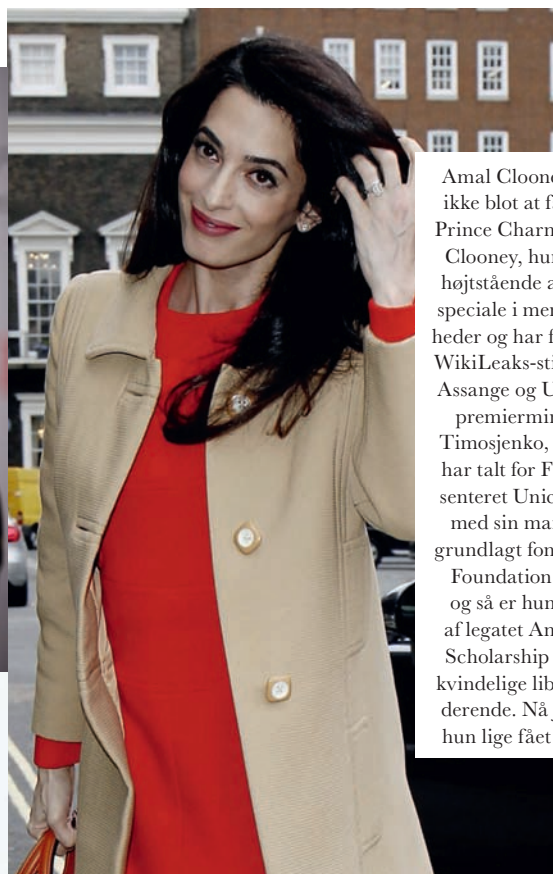 Amal Cloone
ikke blot at f
Prince Charn
Clooney, hun
højtstående a
speciale i mer
heder og har f
WikiLeaks-sti
Assange og U
premiermin
Timosjenko,
har talt for F
senteret Unic
med sin man
grundlagt fon
Foundation
og så er hun
af legatet An
Scholarship
kvindelige lib
derende. Nå j
hun lige fået